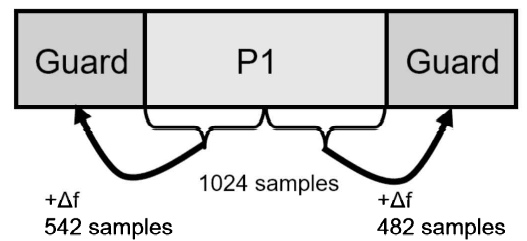 Guard P1 Guard
1024 samples
+Δf +Δf
542 samples 482 samples